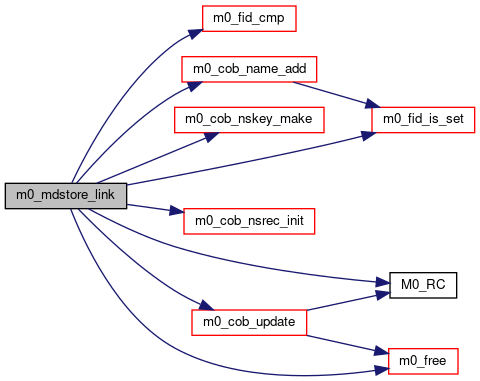 m0_fid_cmp
m0_cob_name_add
m0_cob_nskey_make
m0_fid_is_set
m0_mdstore_link
m0_cob_nsrec_init
M0_RC
m0_cob_update
m0_free